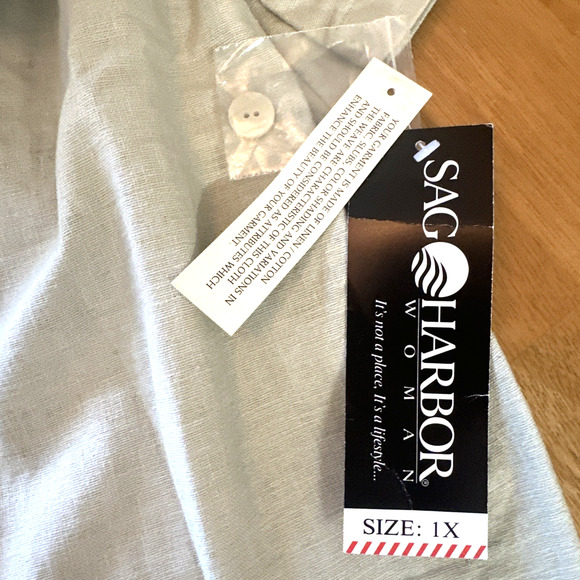 YOUR GARMENT IS MADE OF LINEN / COTTON
FABRIC. SLUBS, COLOR SHADING AND VARIATIONS IN
THE WEAVE ARE CHARACTERISTIC OF THIS CLOTH
AND SHOULD BE CONSIDERED AS ATTRIBUTES WHICH
ENHANCE THE BEAUTY OF YOUR GARMENT.
SAG HARBOR®
WOMAN
It's not a place, It's a lifestyle...
SIZE: 1X